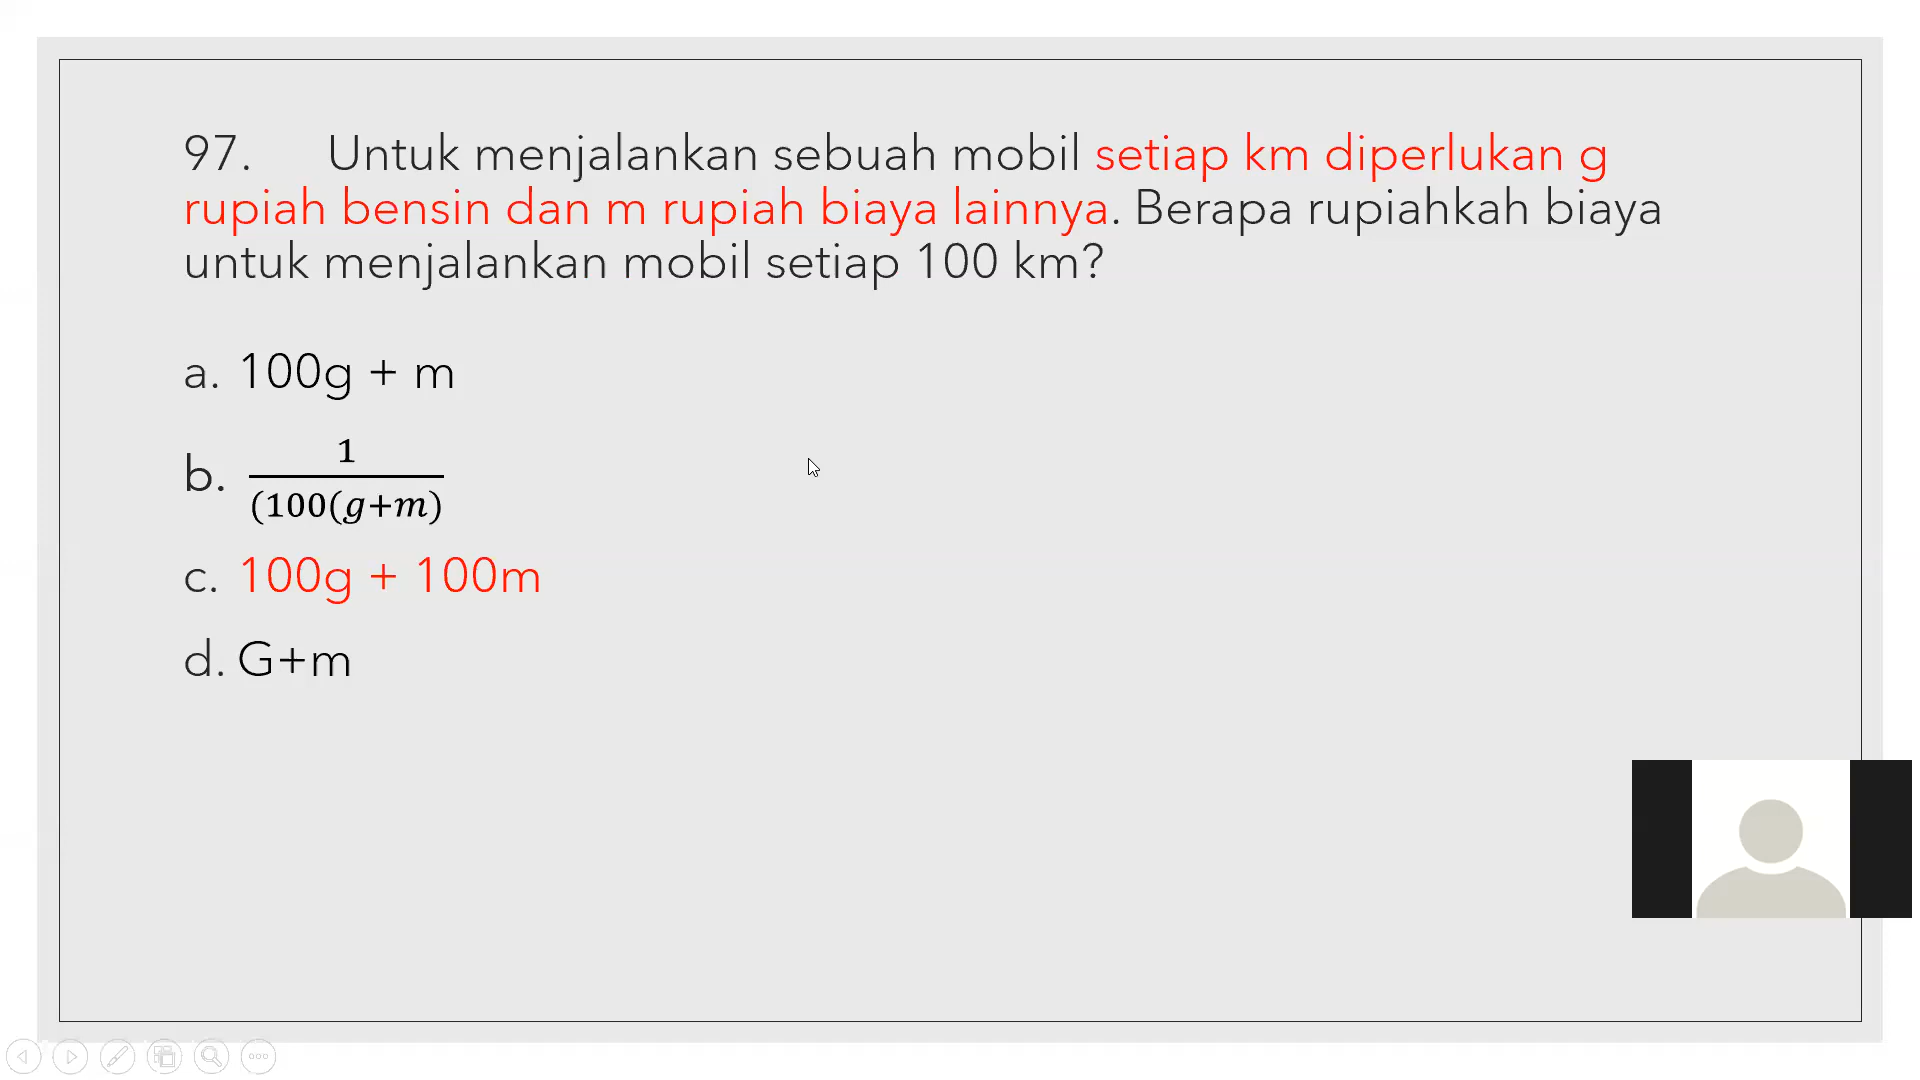 97. Untuk menjalankan sebuah mobil setiap km diperlukan g
rupiah bensin dan m rupiah biaya lainnya. Berapa rupiahkah biaya
untuk menjalankan mobil setiap 100 km?
a. 100g + m
b. 1
(100(g+m)
c. 100g + 100m
d. G+m